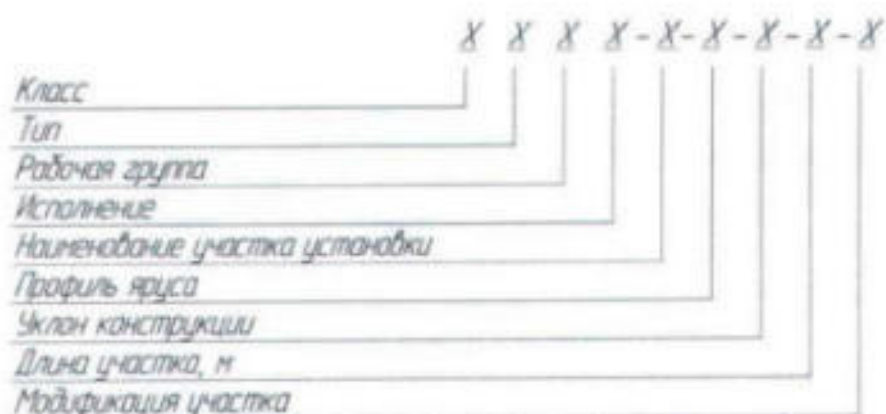 X X X X-X-X-X-X-X
Класс
Тип
Рабочая группа
Исполнение
Наименование участка установки
Профиль яруса
Уклон конструкции
Длина участка, м
Модификация участка